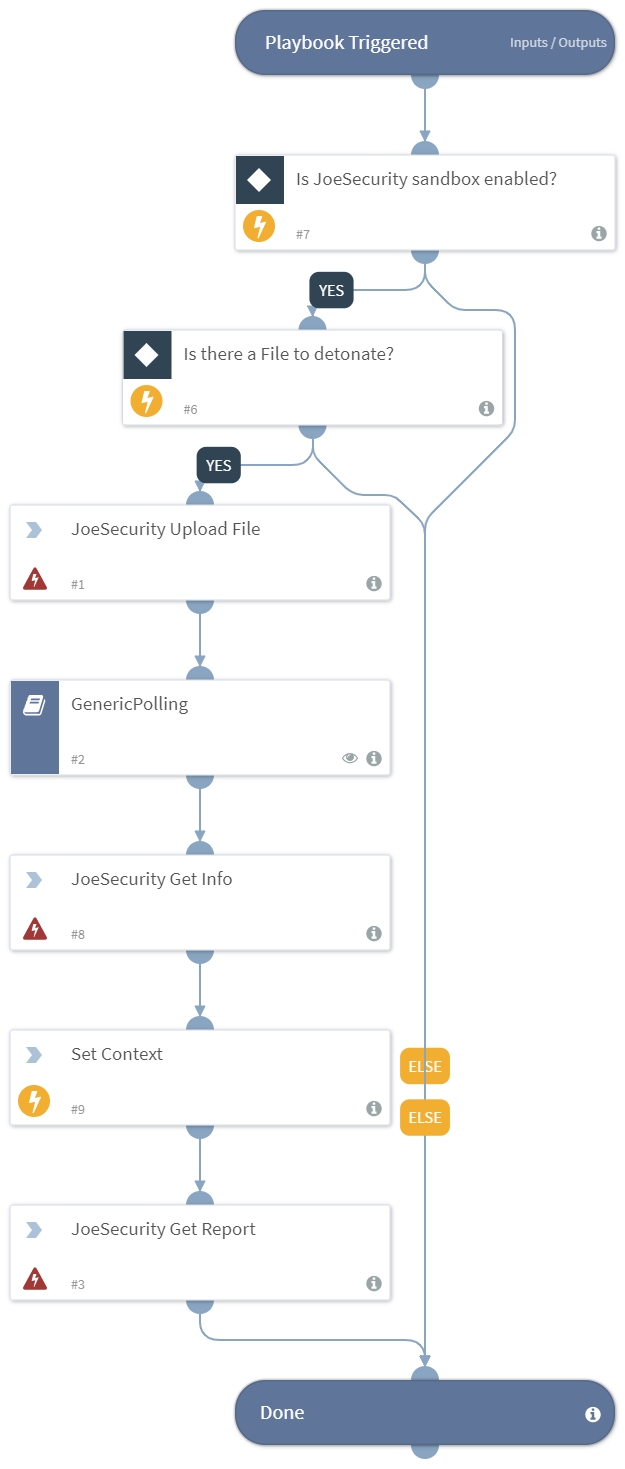 Playbook Triggered
Inputs / Outputs
Is JoeSecurity sandbox enabled?
#7
YES
Is there a File to detonate?
#6
YES
JoeSecurity Upload File
#1
GenericPolling
#2
JoeSecurity Get Info
#8
Set Context
#9
ELSE
ELSE
JoeSecurity Get Report
#3
Done